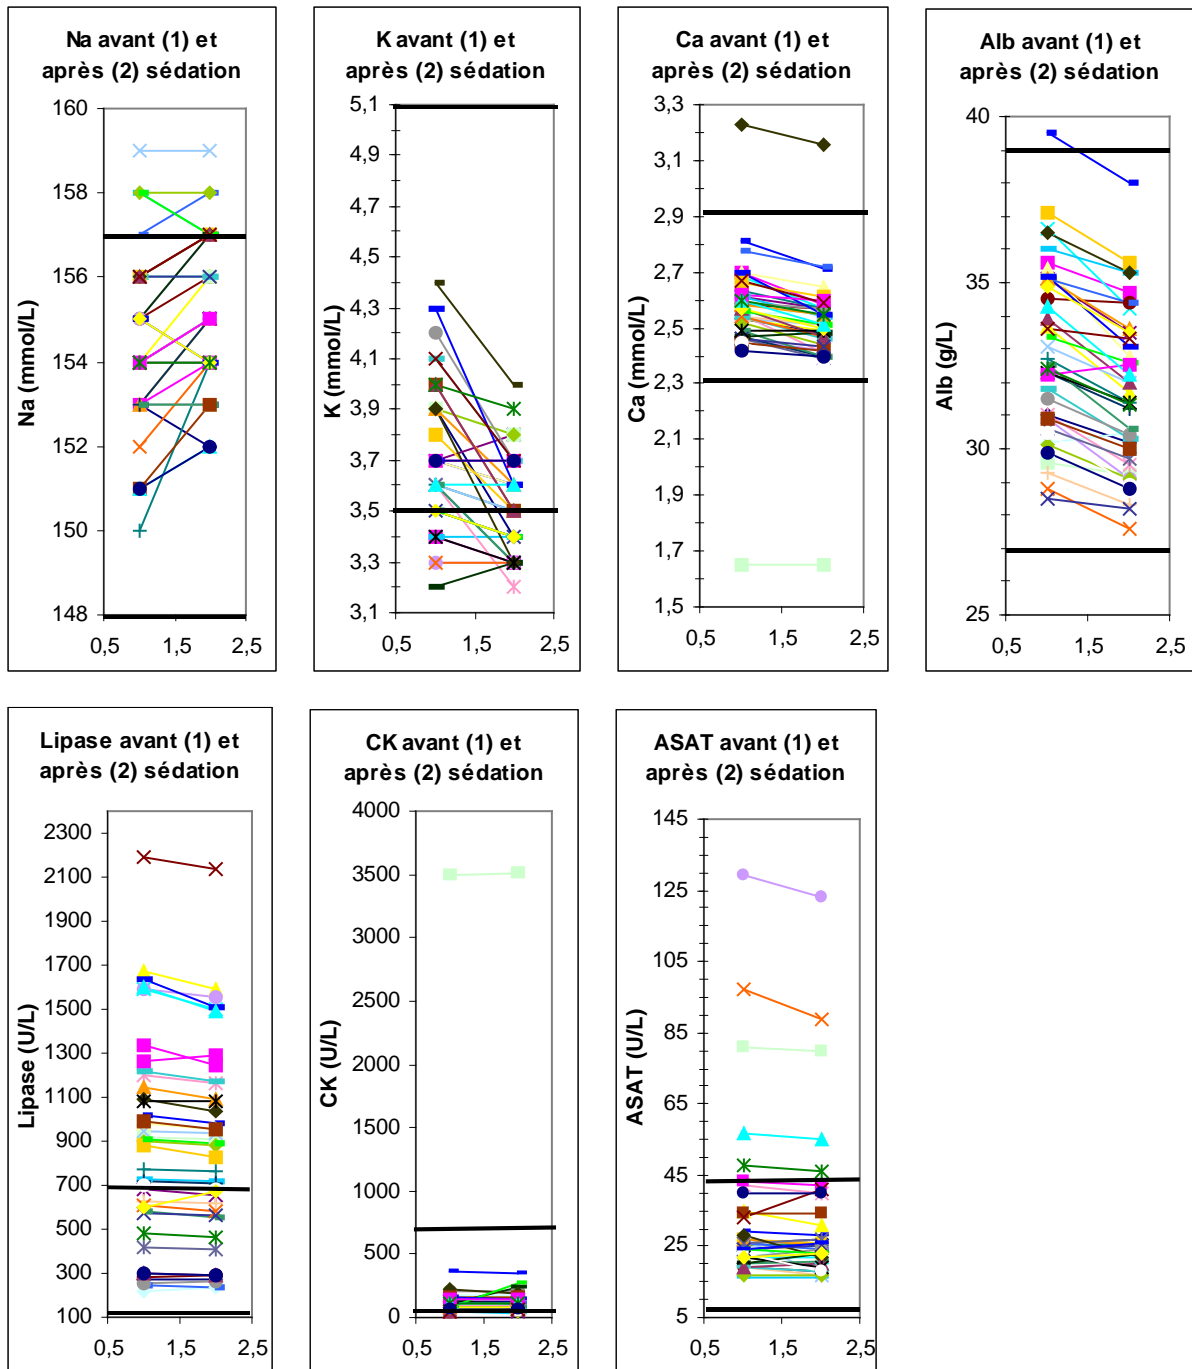 Na avant (1) et
après (2) sédation
Na (mmol/L)
160
158
156
154
152
150
148
0,5 1,5 2,5
K avant (1) et
après (2) sédation
K (mmol/L)
5,1
4,9
4,7
4,5
4,3
4,1
3,9
3,7
3,5
3,3
3,1
0,5 1,5 2,5
Ca avant (1) et
après (2) sédation
Ca (mmol/L)
3,3
3,1
2,9
2,7
2,5
2,3
2,1
1,9
1,7
1,5
0,5 1,5 2,5
Alb avant (1) et
après (2) sédation
Alb (g/L)
40
35
30
25
0,5 1,5 2,5
Lipase avant (1) et
après (2) sédation
Lipase (U/L)
2300
2100
1900
1700
1500
1300
1100
900
700
500
300
100
0,5 1,5 2,5
CK avant (1) et
après (2) sédation
CK (U/L)
4000
3500
3000
2500
2000
1500
1000
500
0
0,5 1,5 2,5
ASAT avant (1) et
après (2) sédation
ASAT (U/L)
145
125
105
85
65
45
25
5
0,5 1,5 2,5